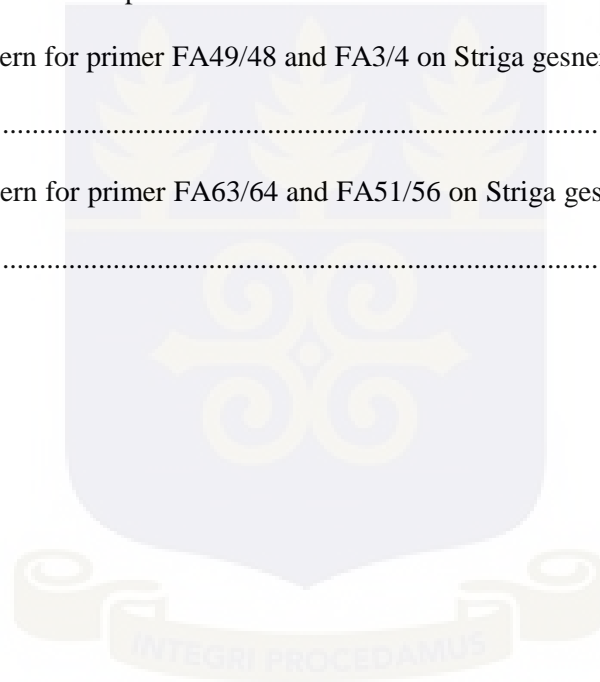 ern for primer FA49/48 and FA3/4 on Striga gesne
................................................................................
ern for primer FA63/64 and FA51/56 on Striga ges
................................................................................
INTEGRI PROCEDAMUS